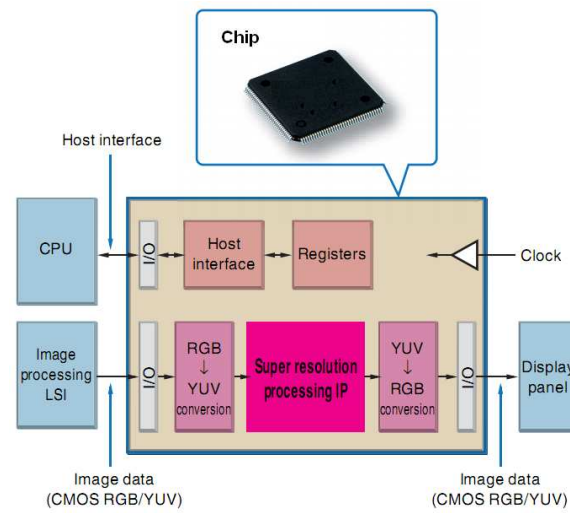 Chip
Host interface
CPU
I/O
Host
interface
Registers
Clock
Image
processing
LSI
I/O
RGB
↓
YUV
conversion
Super resolution
processing IP
YUV
↓
RGB
conversion
I/O
Display
panel
Image data
(CMOS RGB/YUV)
Image data
(CMOS RGB/YUV)